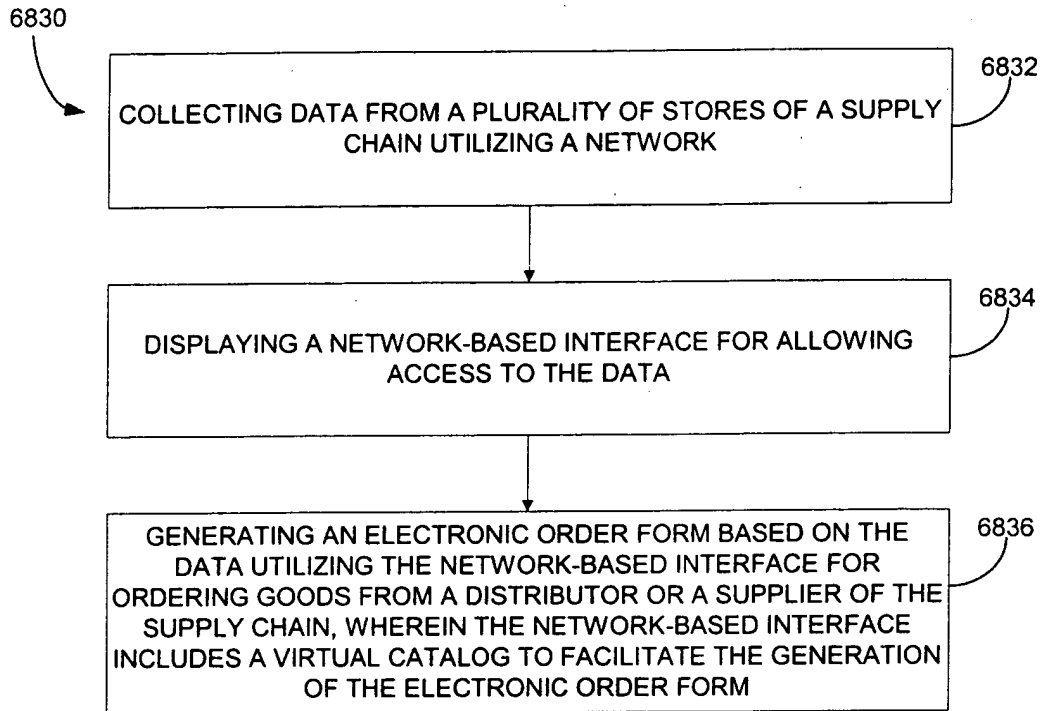 6830
6832
COLLECTING DATA FROM A PLURALITY OF STORES OF A SUPPLY
CHAIN UTILIZING A NETWORK
6834
DISPLAYING A NETWORK-BASED INTERFACE FOR ALLOWING
ACCESS TO THE DATA
6836
GENERATING AN ELECTRONIC ORDER FORM BASED ON THE
DATA UTILIZING THE NETWORK-BASED INTERFACE FOR
ORDERING GOODS FROM A DISTRIBUTOR OR A SUPPLIER OF THE
SUPPLY CHAIN, WHEREIN THE NETWORK-BASED INTERFACE
INCLUDES A VIRTUAL CATALOG TO FACILITATE THE GENERATION
OF THE ELECTRONIC ORDER FORM